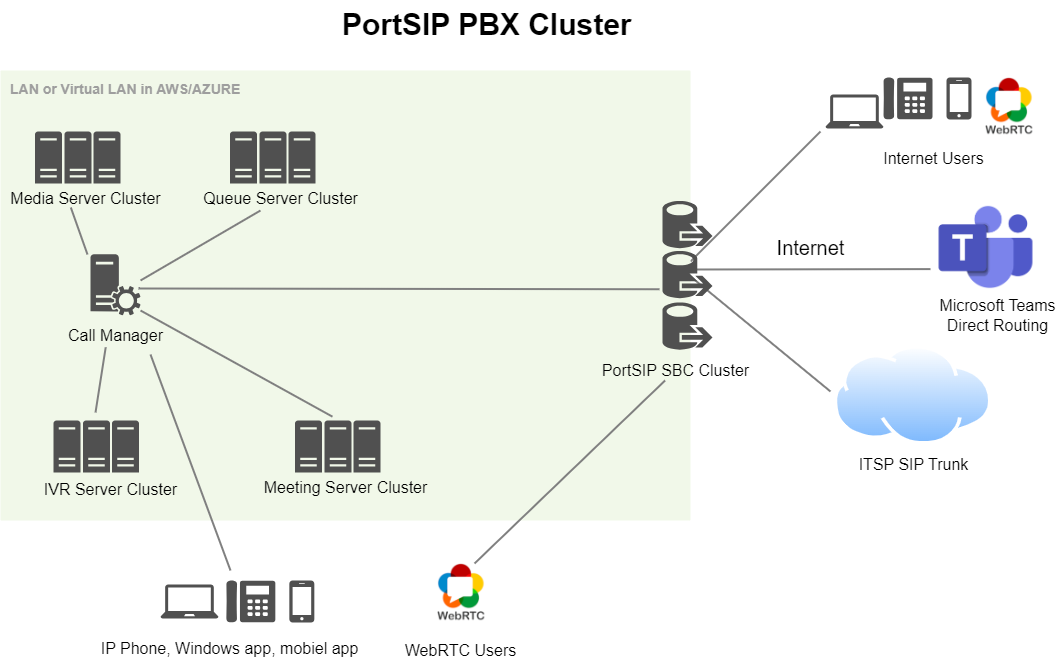 PortSIP PBX Cluster
LAN or Virtual LAN in AWS/AZURE
Media Server Cluster
Queue Server Cluster
WebRTC
Internet Users
Call Manager
Internet
T
Microsoft Teams
Direct Routing
PortSIP SBC Cluster
ITSP SIP Trunk
IVR Server Cluster
Meeting Server Cluster
WebRTC
IP Phone, Windows app, mobiel app
WebRTC Users